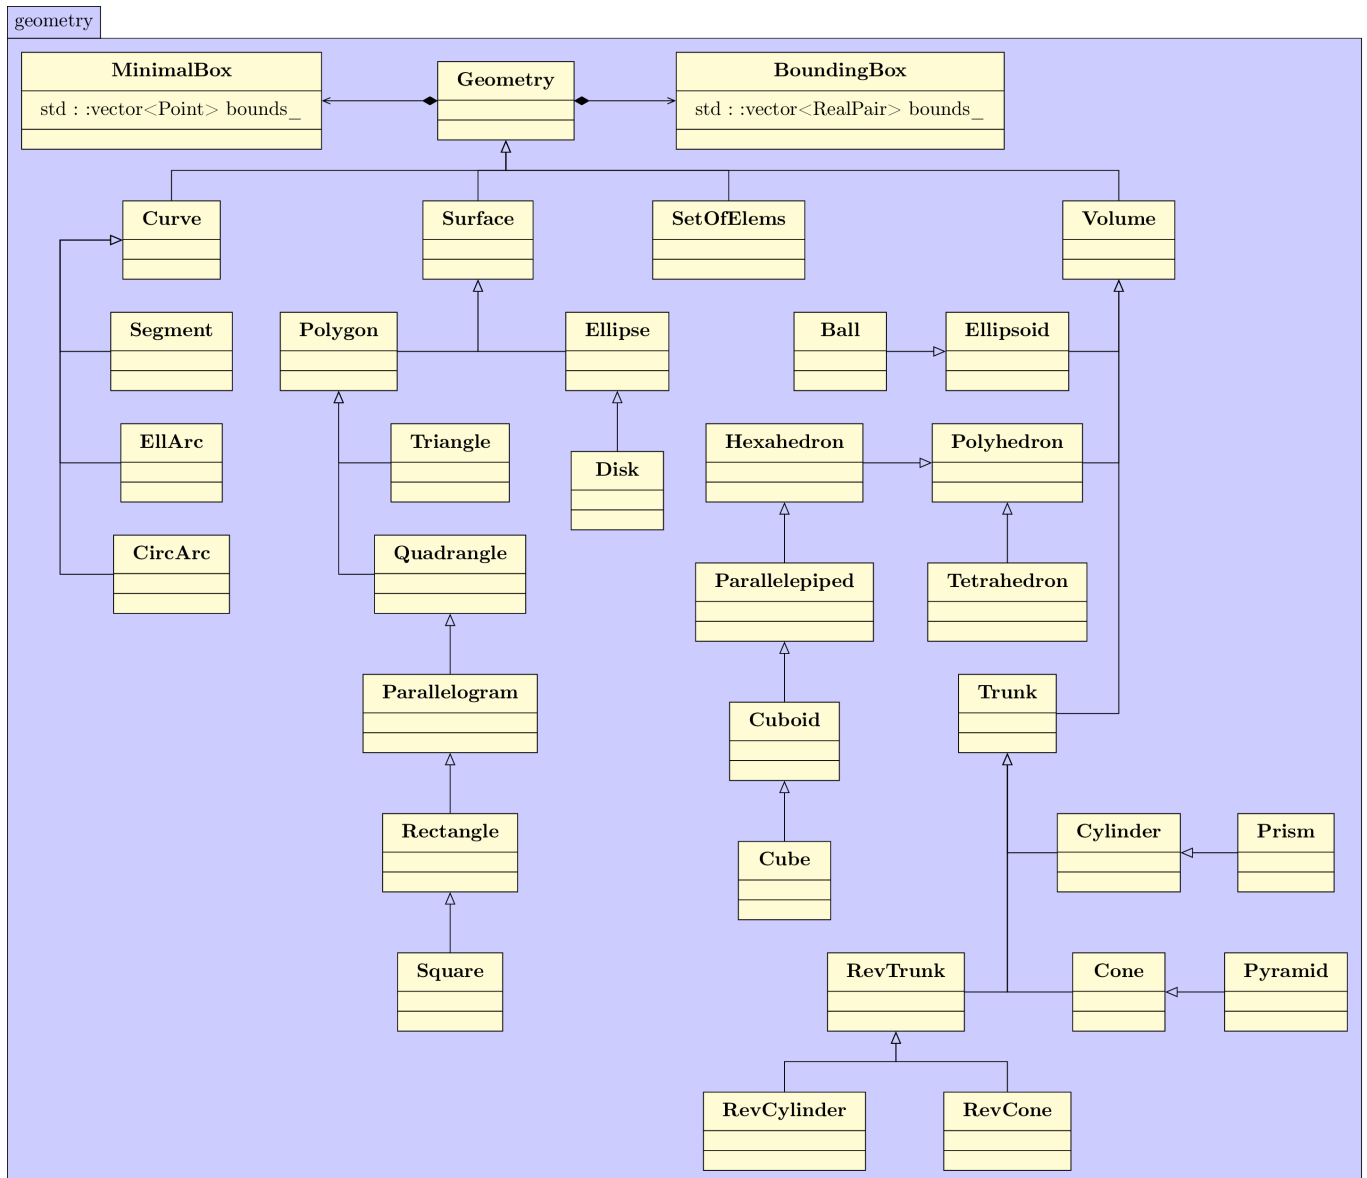 geometry
MinimalBox
std : :vector<Point> bounds_
Geometry
BoundingBox
std : :vector<RealPair> bounds_
Curve
Surface
SetOfElems
Volume
Segment
Polygon
Ellipse
Ball
Ellipsoid
EllArc
Triangle
Disk
Hexahedron
Polyhedron
CircArc
Quadrangle
Parallelepiped
Tetrahedron
Parallelogram
Cuboid
Trunk
Rectangle
Cube
Cylinder
Prism
Square
RevTrunk
Cone
Pyramid
RevCylinder
RevCone